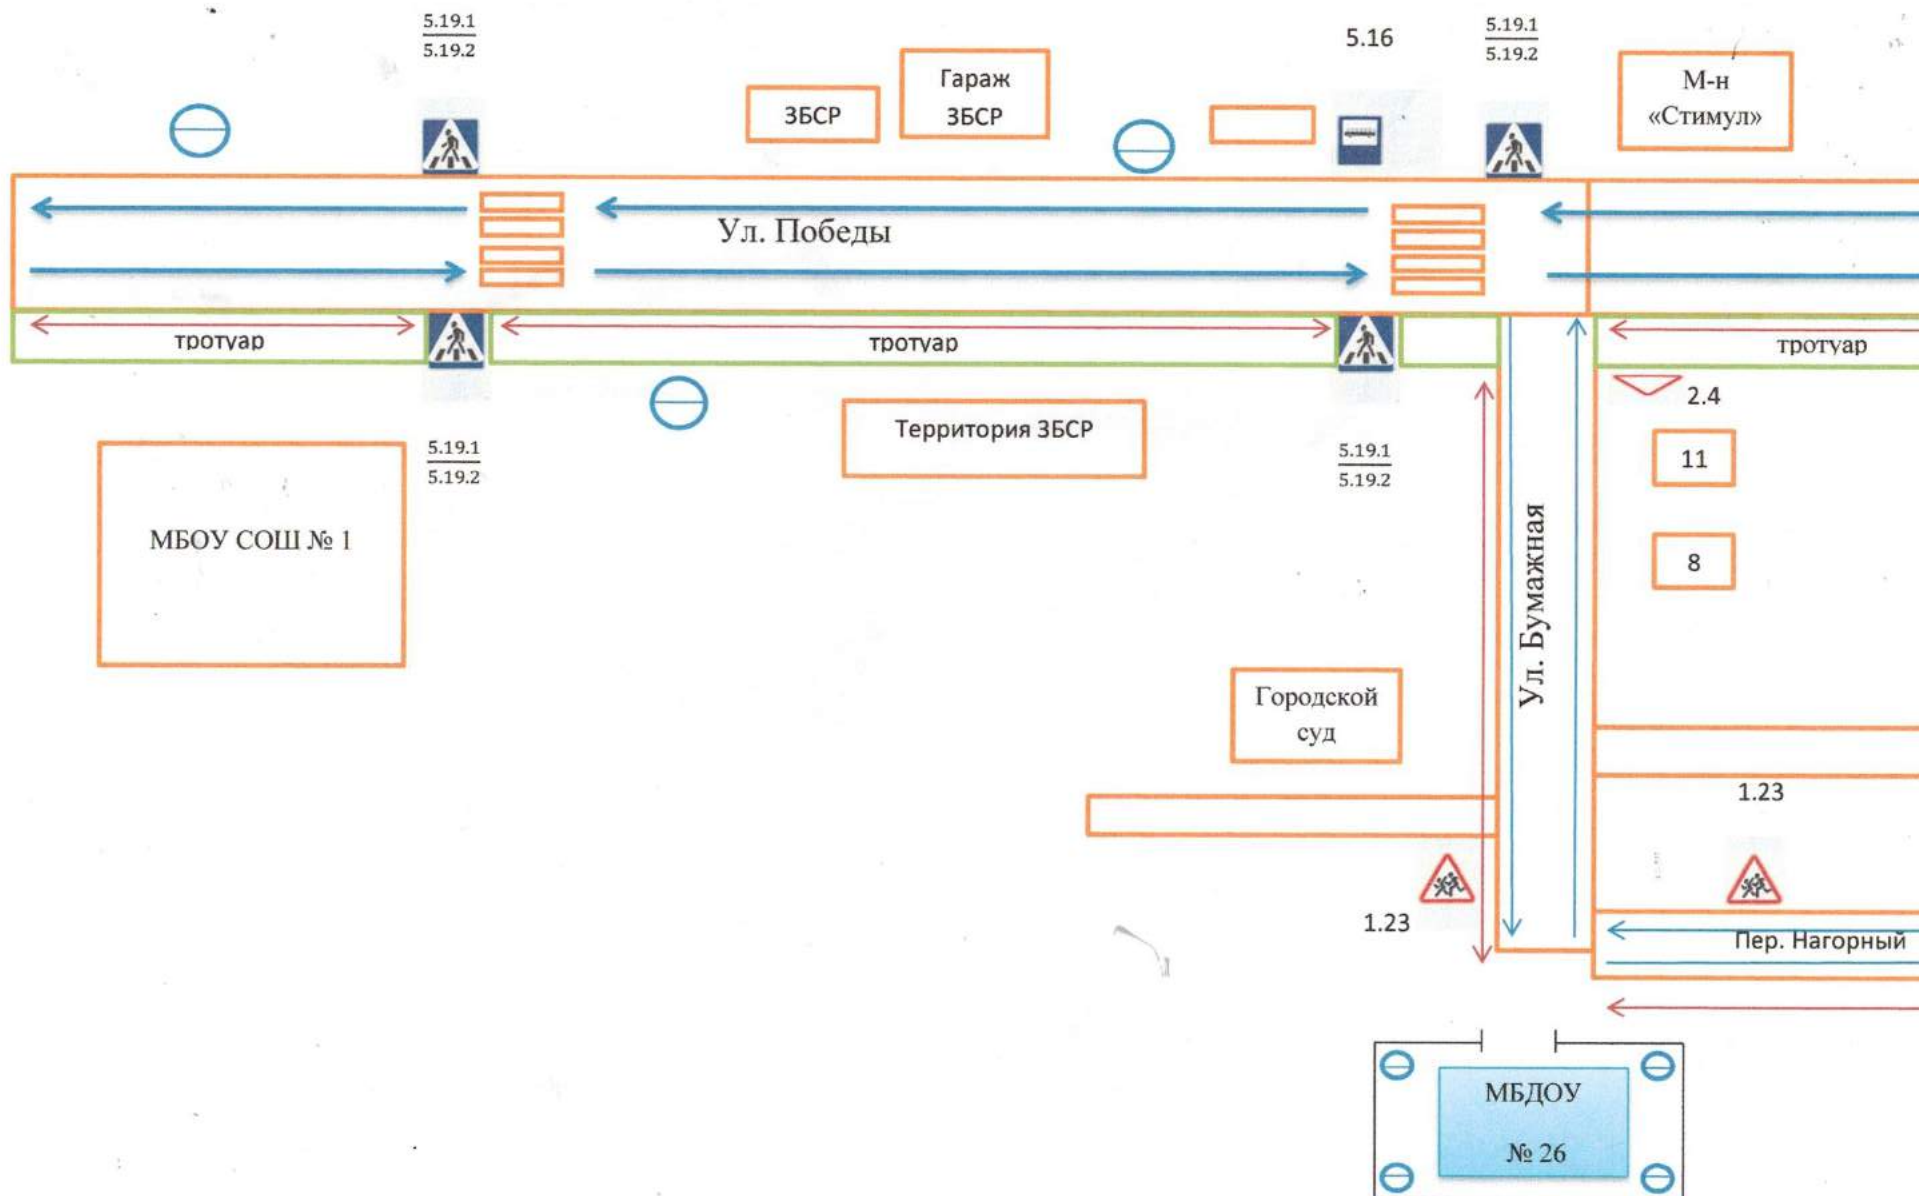 5.19.1
5.19.2
5.16
5.19.1
5.19.2
ЗБСР
Гараж
ЗБСР
М-н
«Стимул»
Ул. Победы
тротуар
тротуар
тротуар
2.4
Территория ЗБСР
5.19.1
5.19.2
5.19.1
5.19.2
11
МБОУ СОШ № 1
8
Ул. Бумажная
Городской
суд
1.23
1.23
Пер. Нагорный
МБДОУ
№ 26